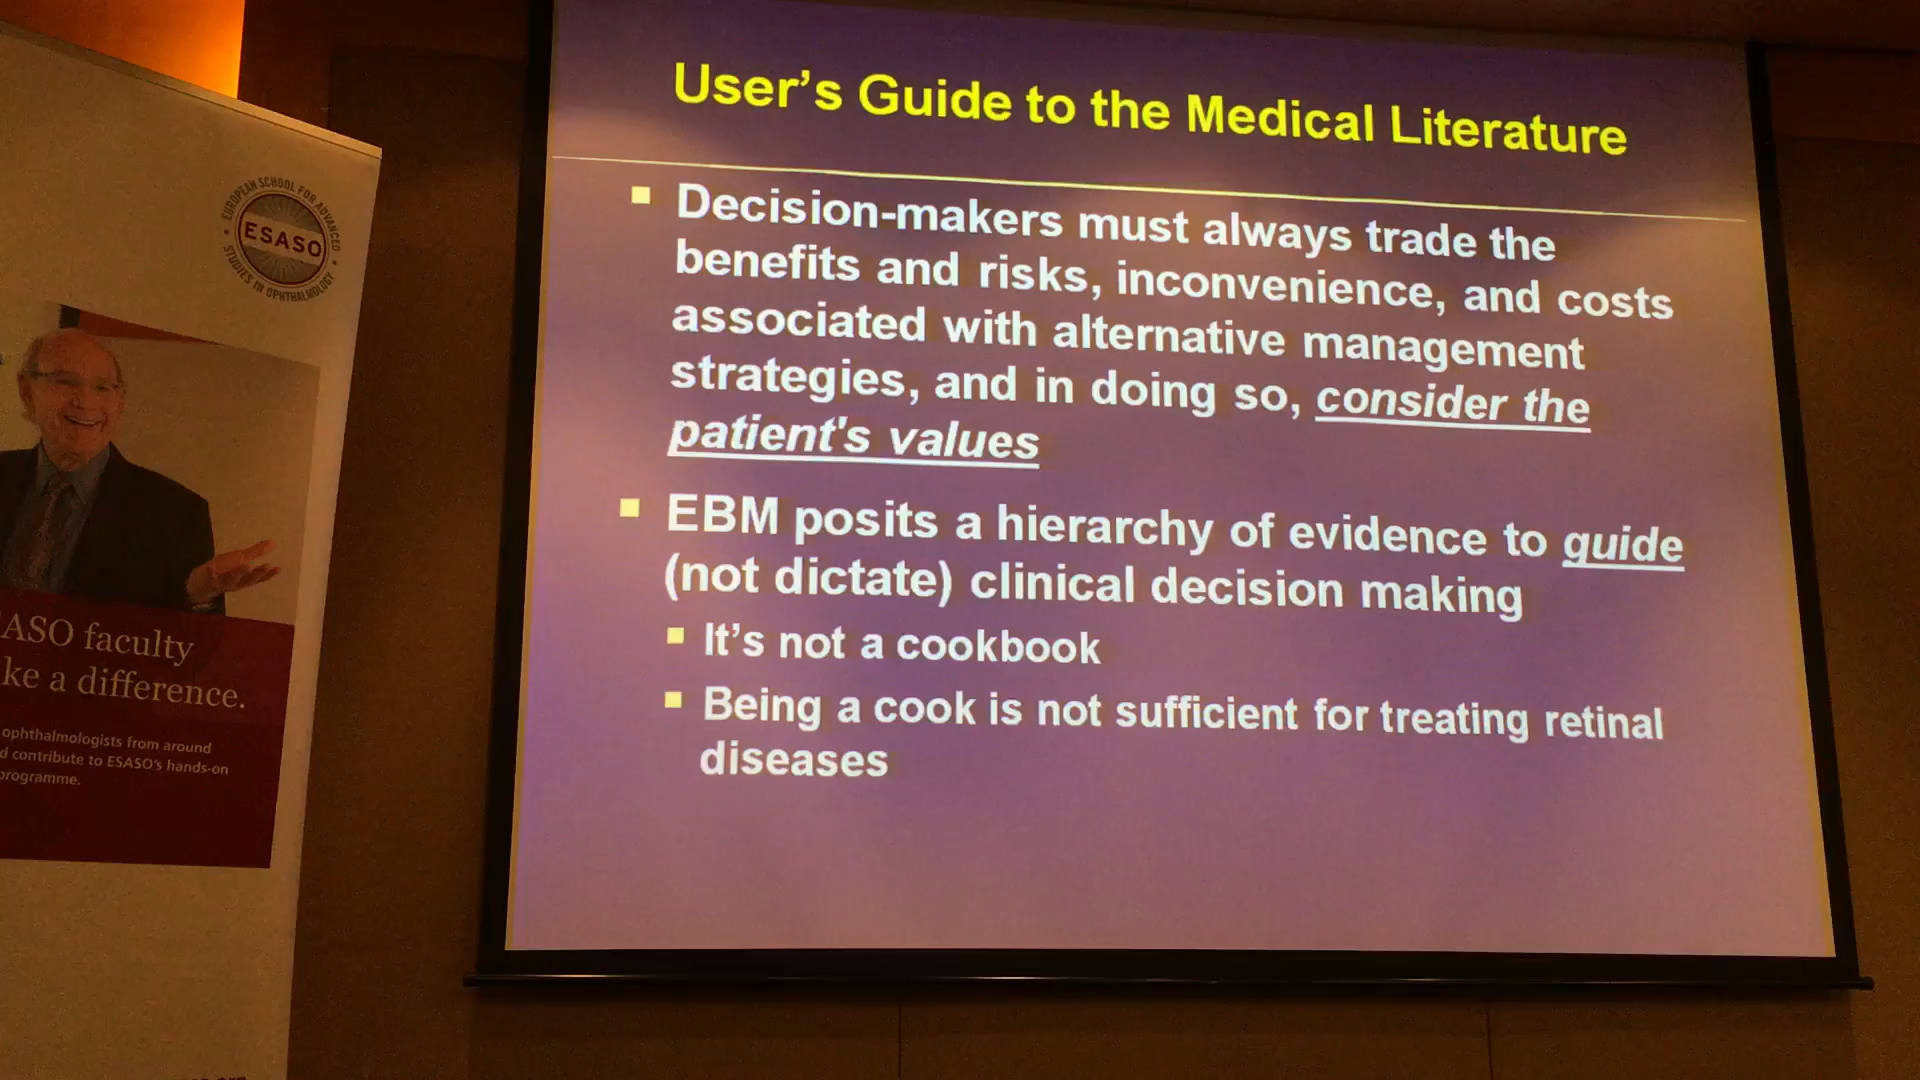 User's Guide to the Medical Literature
Decision-makers must always trade the
benefits and risks, inconvenience, and costs
associated with alternative management
strategies, and in doing so, consider the
patient's values
EBM posits a hierarchy of evidence to guide
(not dictate) clinical decision making
It's not a cookbook
Being a cook is not sufficient for treating retinal
diseases
EUROPEAN SCHOOL FOR ADVANCED
ESASO
STUDIES IN OPHTHALMOLOGY
ASO faculty
ke a difference.
ophthalmologists from around
d contribute to ESASO's hands-on
programme.